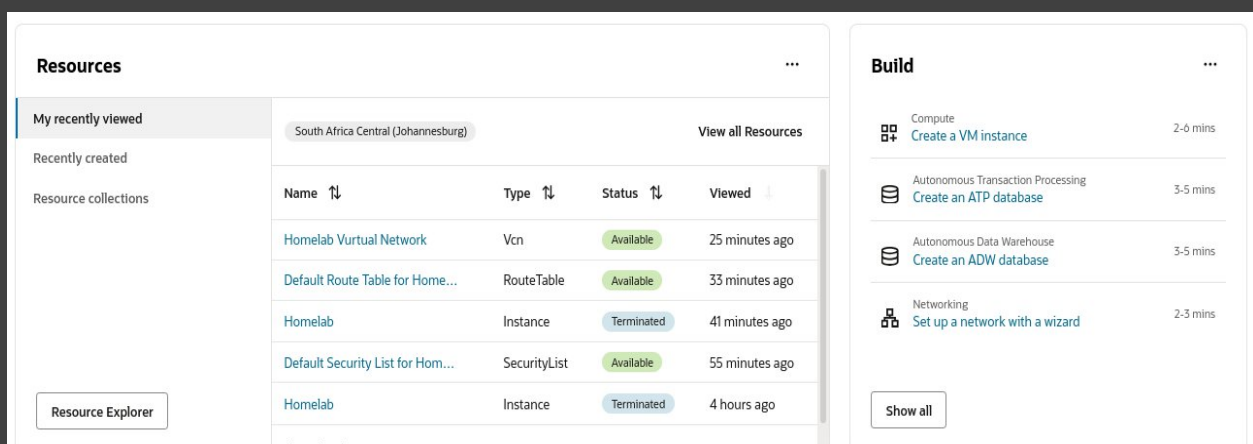 Resources
...
My recently viewed
Recently created
Resource collections
Resource Explorer
South Africa Central (Johannesburg)
View all Resources
Name Type Status Viewed
Homelab Vurtual Network Vcn Available 25 minutes ago
Default Route Table for Home... RouteTable Available 33 minutes ago
Homelab Instance Terminated 41 minutes ago
Default Security List for Hom... SecurityList Available 55 minutes ago
Homelab Instance Terminated 4 hours ago
Build
...
Compute
Create a VM instance 2-6 mins
Autonomous Transaction Processing
Create an ATP database 3-5 mins
Autonomous Data Warehouse
Create an ADW database 3-5 mins
Networking
Set up a network with a wizard 2-3 mins
Show all